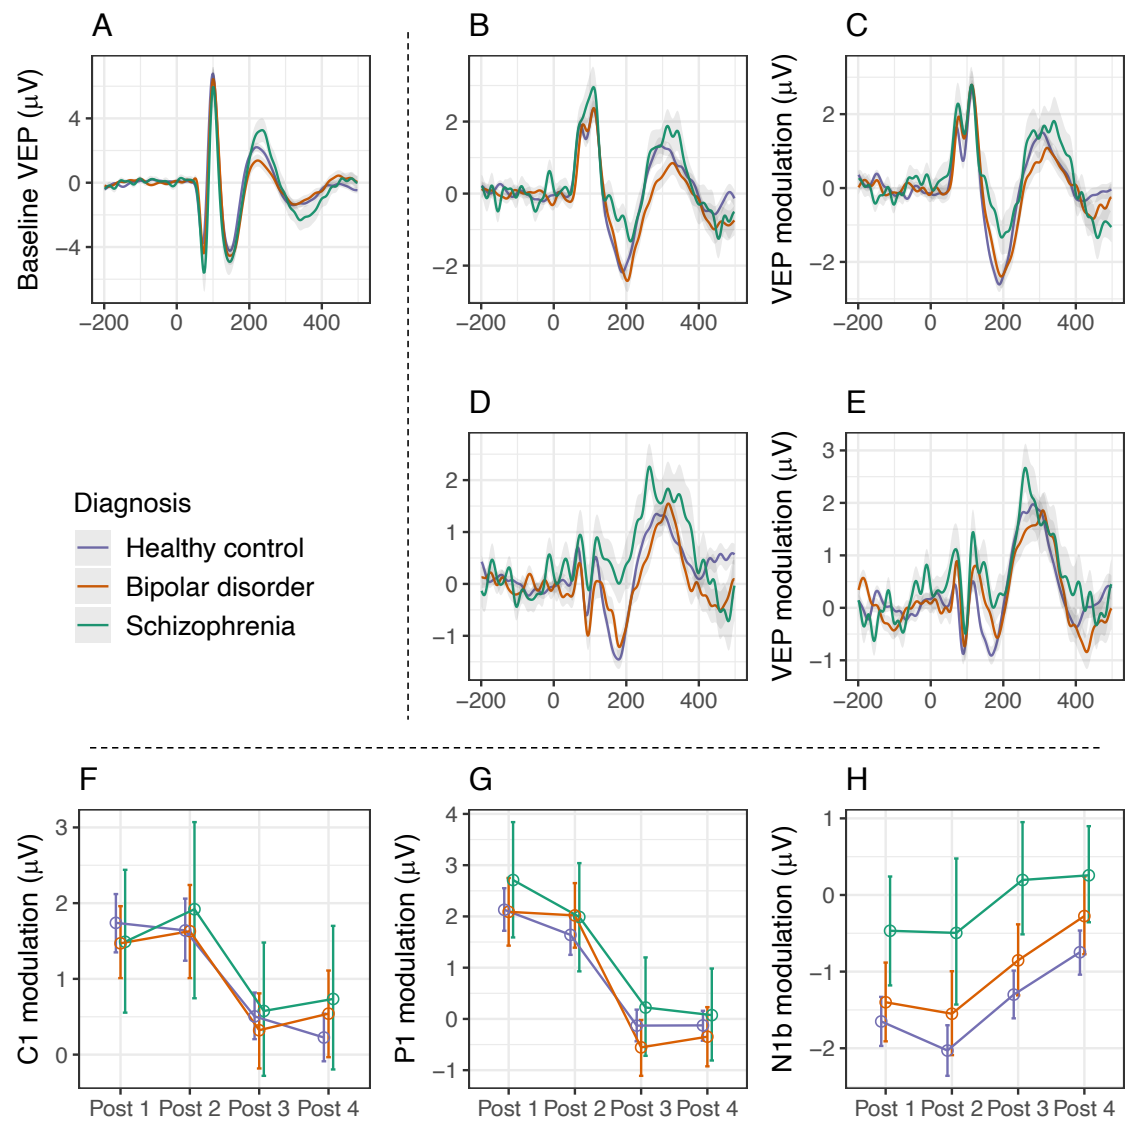 A
B
C
Baseline VEP (μV)
4
0
−4
−200 0 200 400
2
0
−2
−200 0 200 400
VEP modulation (μV)
2
0
−2
−200 0 200 400
D
E
Diagnosis
Healthy control
Bipolar disorder
Schizophrenia
2
1
0
−1
−200 0 200 400
VEP modulation (μV)
3
2
1
0
−1
−200 0 200 400
F
G
H
C1 modulation (μV)
3
2
1
0
Post 1 Post 2 Post 3 Post 4
P1 modulation (μV)
4
3
2
1
0
−1
Post 1 Post 2 Post 3 Post 4
N1b modulation (μV)
1
0
−1
−2
Post 1 Post 2 Post 3 Post 4